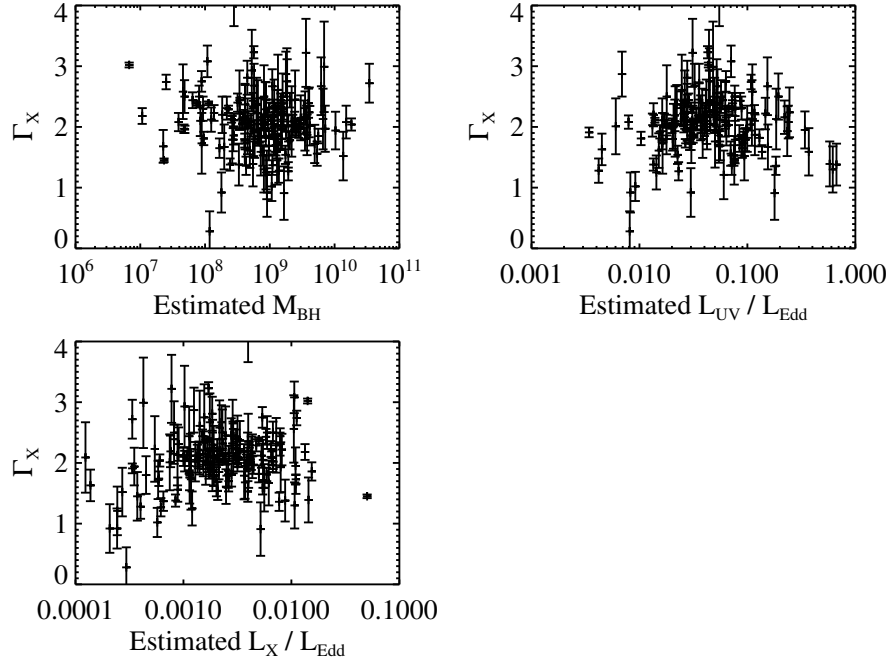 4
3
2
1
0
Γ_X
10^6 10^7 10^8 10^9 10^10 10^11
Estimated M_BH
4
3
2
1
0
Γ_X
0.001 0.010 0.100 1.000
Estimated L_UV / L_Edd
4
3
2
1
0
Γ_X
0.0001 0.0010 0.0100 0.1000
Estimated L_X / L_Edd